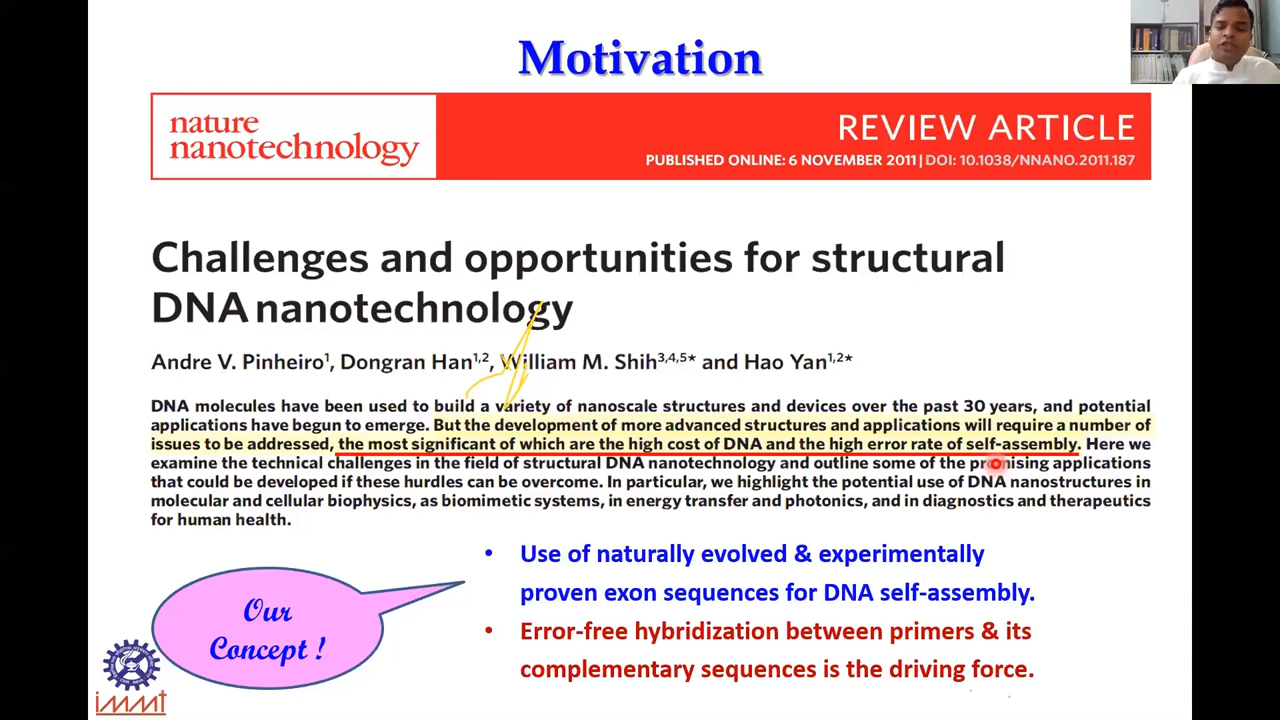 Motivation
nature
nanotechnology
REVIEW ARTICLE
PUBLISHED ONLINE: 6 NOVEMBER 2011 | DOI: 10.1038/NNANO.2011.187
Challenges and opportunities for structural
DNA nanotechnology
Andre V. Pinheiro1, Dongran Han1,2, William M. Shih3,4,5* and Hao Yan1,2*
DNA molecules have been used to build a variety of nanoscale structures and devices over the past 30 years, and potential
applications have begun to emerge. But the development of more advanced structures and applications will require a number of
issues to be addressed, the most significant of which are the high cost of DNA and the high error rate of self-assembly. Here we
examine the technical challenges in the field of structural DNA nanotechnology and outline some of the promising applications
that could be developed if these hurdles can be overcome. In particular, we highlight the potential use of DNA nanostructures in
molecular and cellular biophysics, as biomimetic systems, in energy transfer and photonics, and in diagnostics and therapeutics
for human health.
• Use of naturally evolved & experimentally
proven exon sequences for DNA self-assembly.
• Error-free hybridization between primers & its
complementary sequences is the driving force.
Our
Concept !
immt